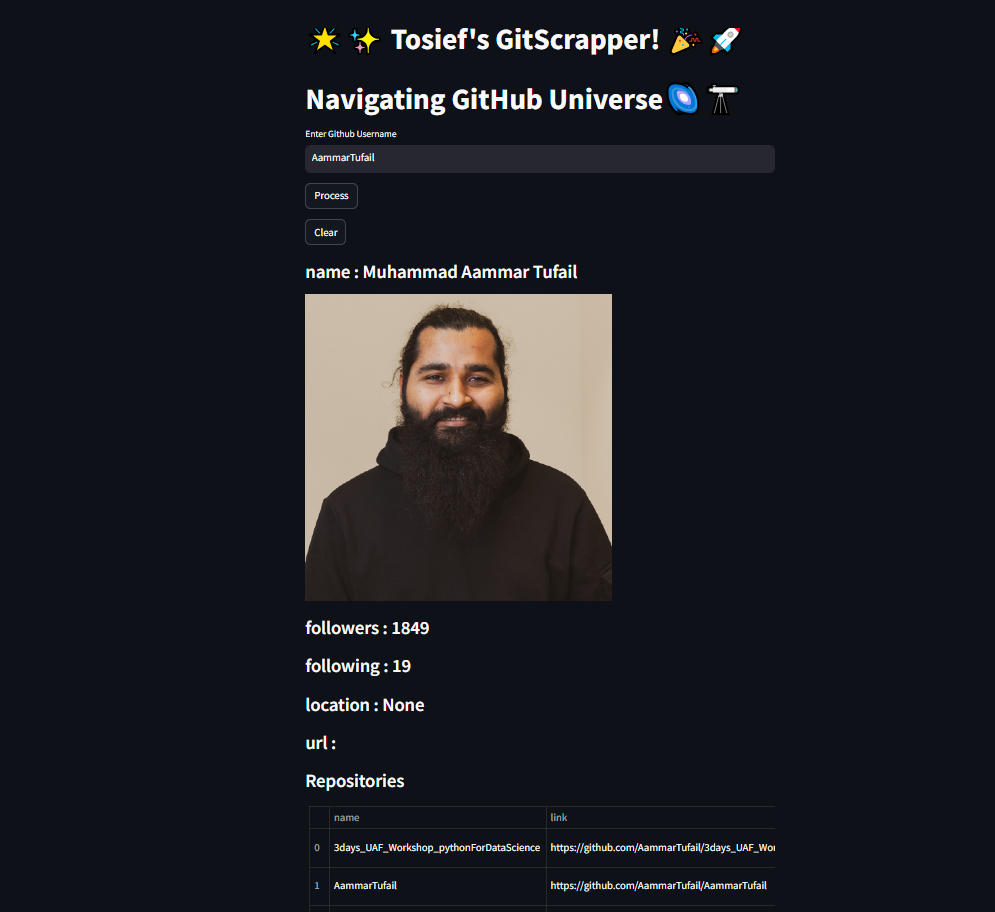 Tosief's GitScrapper!
Navigating GitHub Universe
Enter Github Username
AammarTufail
Process
Clear
name : Muhammad Aammar Tufail
followers : 1849
following : 19
location : None
url :
Repositories
name link
0 3days_UAF_Workshop_pythonForDataScience https://github.com/AammarTufail/3days_UAF_Wor
1 AammarTufail https://github.com/AammarTufail/AammarTufail